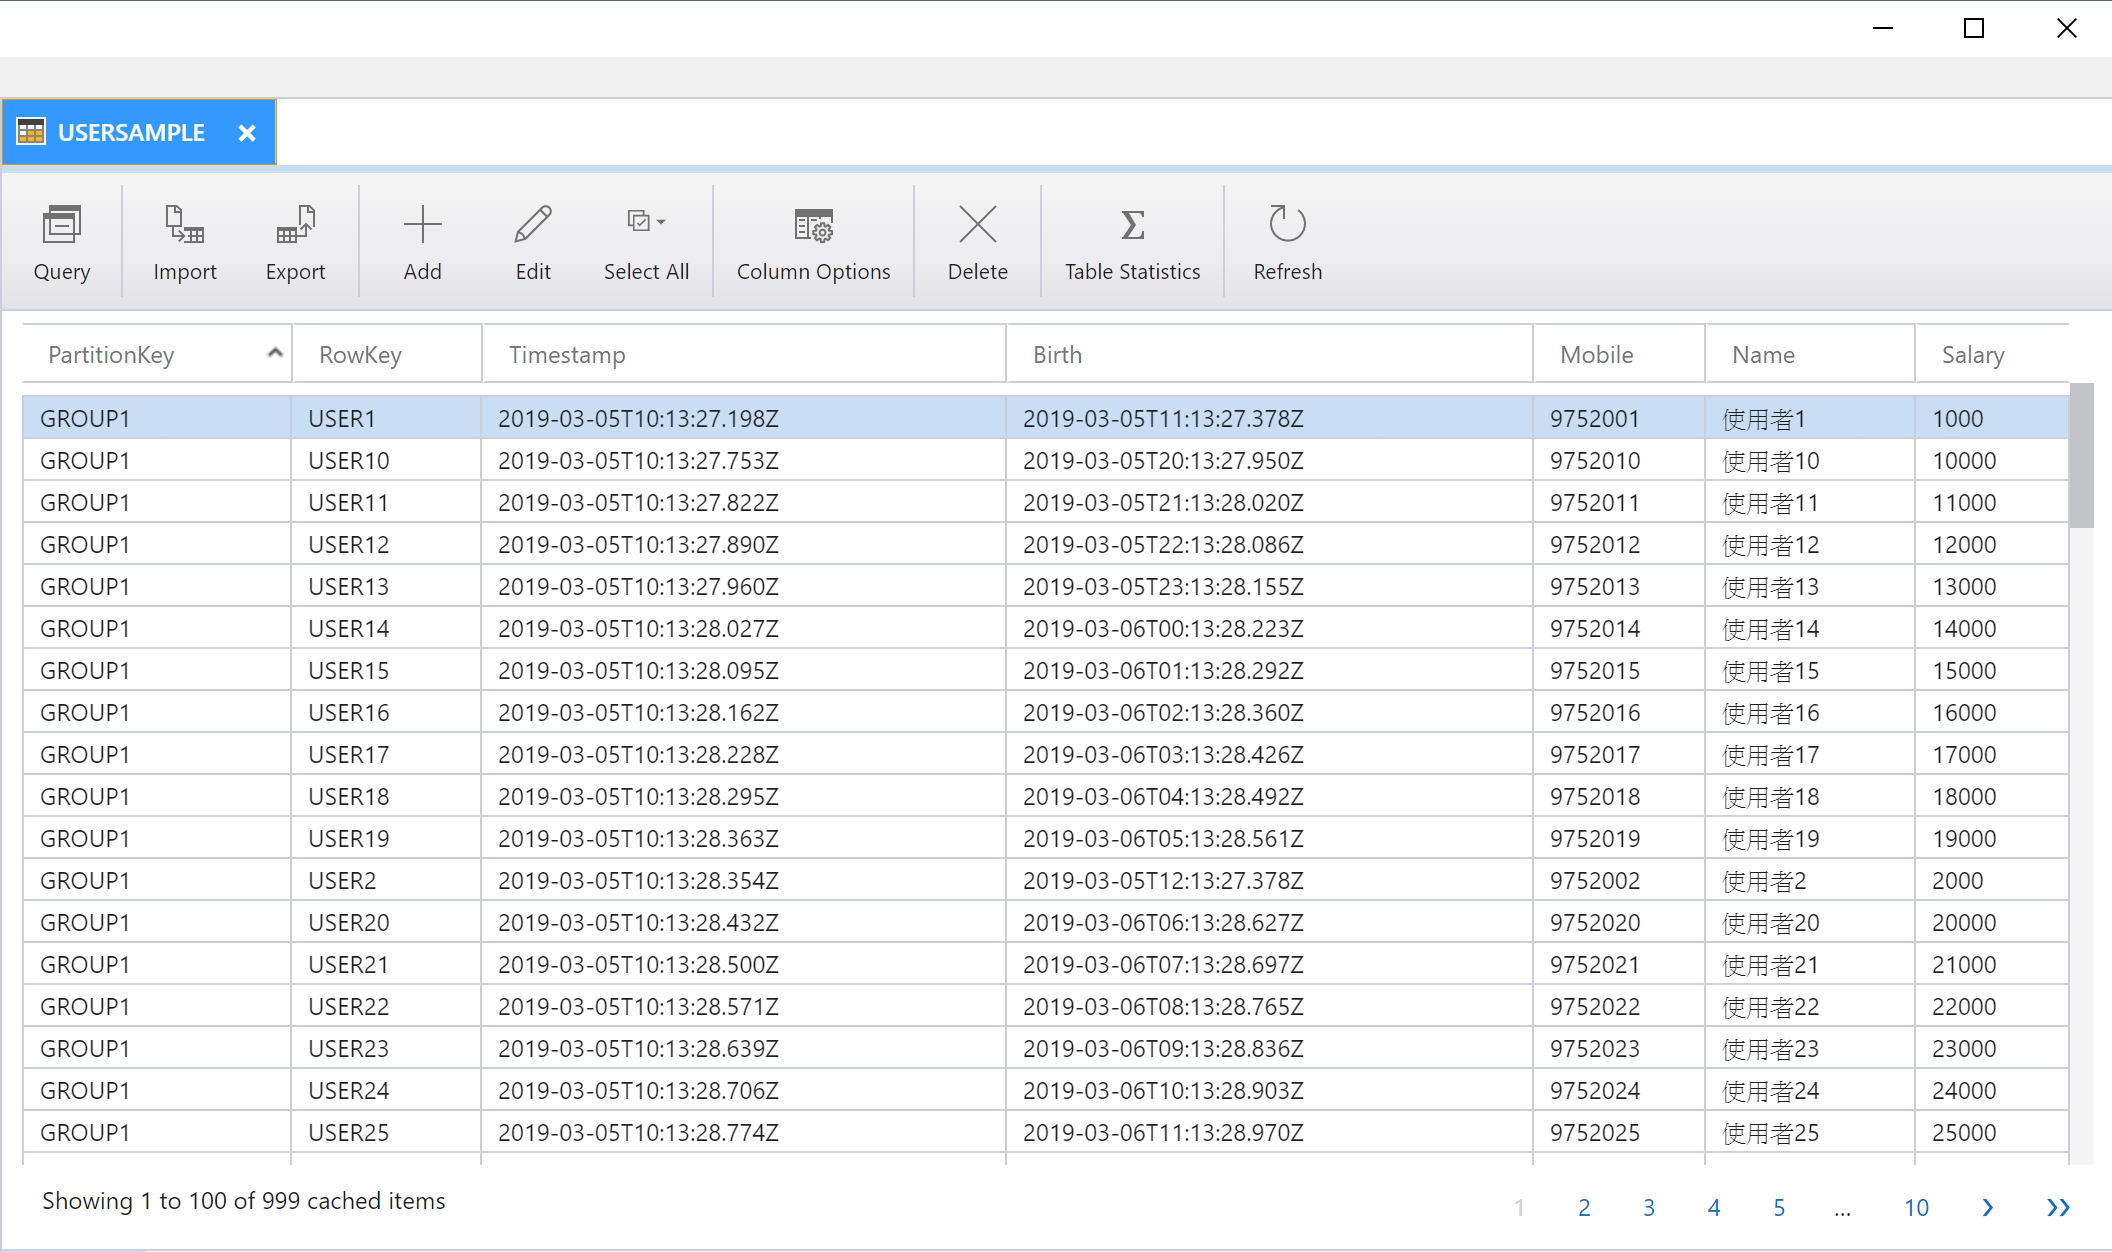 USERSAMPLE
Query Import Export Add Edit Select All Column Options Delete Table Statistics Refresh
PartitionKey RowKey Timestamp Birth Mobile Name Salary
GROUP1 USER1 2019-03-05T10:13:27.198Z 2019-03-05T11:13:27.378Z 9752001 使用者1 1000
GROUP1 USER10 2019-03-05T10:13:27.753Z 2019-03-05T20:13:27.950Z 9752010 使用者10 10000
GROUP1 USER11 2019-03-05T10:13:27.822Z 2019-03-05T21:13:28.020Z 9752011 使用者11 11000
GROUP1 USER12 2019-03-05T10:13:27.890Z 2019-03-05T22:13:28.086Z 9752012 使用者12 12000
GROUP1 USER13 2019-03-05T10:13:27.960Z 2019-03-05T23:13:28.155Z 9752013 使用者13 13000
GROUP1 USER14 2019-03-05T10:13:28.027Z 2019-03-06T00:13:28.223Z 9752014 使用者14 14000
GROUP1 USER15 2019-03-05T10:13:28.095Z 2019-03-06T01:13:28.292Z 9752015 使用者15 15000
GROUP1 USER16 2019-03-05T10:13:28.162Z 2019-03-06T02:13:28.360Z 9752016 使用者16 16000
GROUP1 USER17 2019-03-05T10:13:28.228Z 2019-03-06T03:13:28.426Z 9752017 使用者17 17000
GROUP1 USER18 2019-03-05T10:13:28.295Z 2019-03-06T04:13:28.492Z 9752018 使用者18 18000
GROUP1 USER19 2019-03-05T10:13:28.363Z 2019-03-06T05:13:28.561Z 9752019 使用者19 19000
GROUP1 USER2 2019-03-05T10:13:28.354Z 2019-03-05T12:13:27.378Z 9752002 使用者2 2000
GROUP1 USER20 2019-03-05T10:13:28.432Z 2019-03-06T06:13:28.627Z 9752020 使用者20 20000
GROUP1 USER21 2019-03-05T10:13:28.500Z 2019-03-06T07:13:28.697Z 9752021 使用者21 21000
GROUP1 USER22 2019-03-05T10:13:28.571Z 2019-03-06T08:13:28.765Z 9752022 使用者22 22000
GROUP1 USER23 2019-03-05T10:13:28.639Z 2019-03-06T09:13:28.836Z 9752023 使用者23 23000
GROUP1 USER24 2019-03-05T10:13:28.706Z 2019-03-06T10:13:28.903Z 9752024 使用者24 24000
GROUP1 USER25 2019-03-05T10:13:28.774Z 2019-03-06T11:13:28.970Z 9752025 使用者25 25000
Showing 1 to 100 of 999 cached items 1 2 3 4 5 ... 10